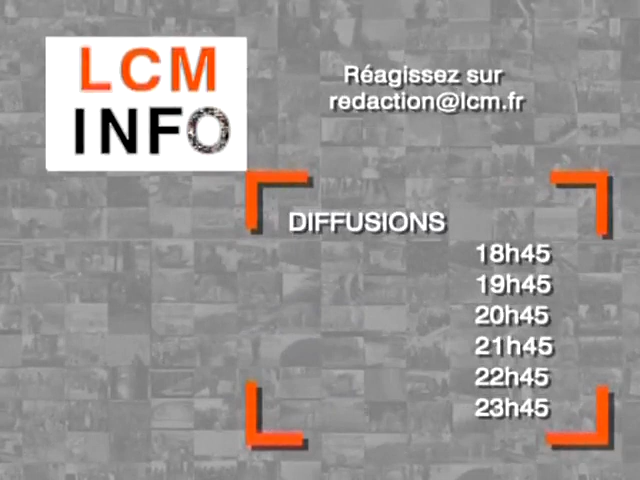 LCM
INFO
Réagissez sur
redaction@lcm.fr
DIFFUSIONS
18h45
19h45
20h45
21h45
22h45
23h45